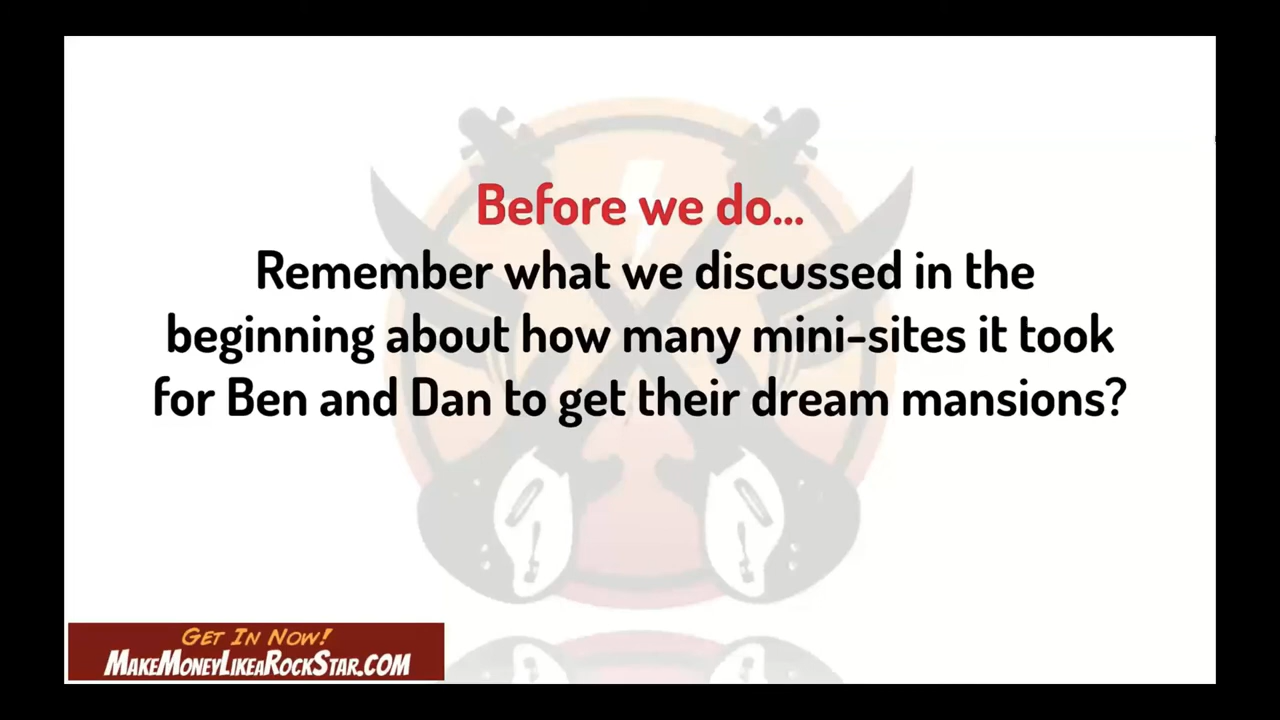 Before we do...
Remember what we discussed in the
beginning about how many mini-sites it took
for Ben and Dan to get their dream mansions?
GET IN NOW!
MAKEMONEYLIKEAROCKSTAR.COM